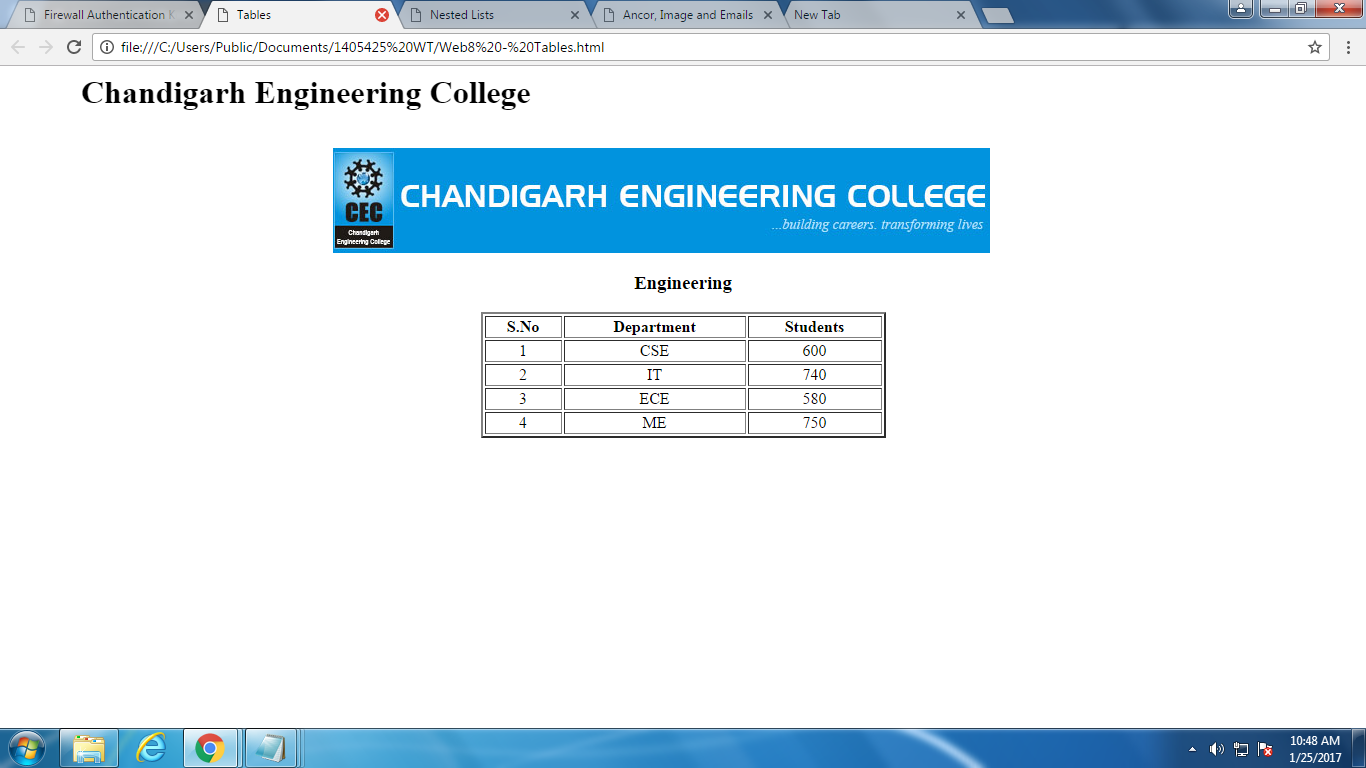 Firewall Authentication K
Tables
Nested Lists
Ancor, Image and Emails
New Tab
file:///C:/Users/Public/Documents/1405425%20WT/Web8%20-%20Tables.html
Chandigarh Engineering College
CEC
Chandigarh
Engineering College
CHANDIGARH ENGINEERING COLLEGE
...building careers. transforming lives
Engineering
S.No Department Students
1 CSE 600
2 IT 740
3 ECE 580
4 ME 750
10:48 AM
1/25/2017